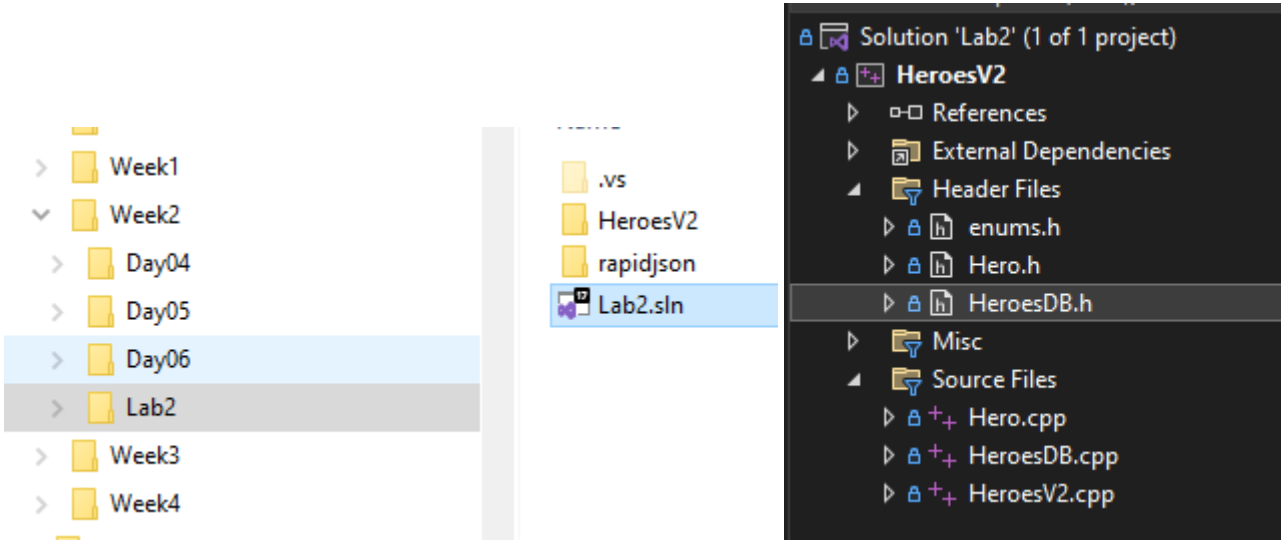 Week1
Week2
Day04
Day05
Day06
Lab2
Week3
Week4
.vs
HeroesV2
rapidjson
17
Lab2.sln
Solution 'Lab2' (1 of 1 project)
++ HeroesV2
References
External Dependencies
Header Files
h enums.h
h Hero.h
h HeroesDB.h
Misc
Source Files
++ Hero.cpp
++ HeroesDB.cpp
++ HeroesV2.cpp